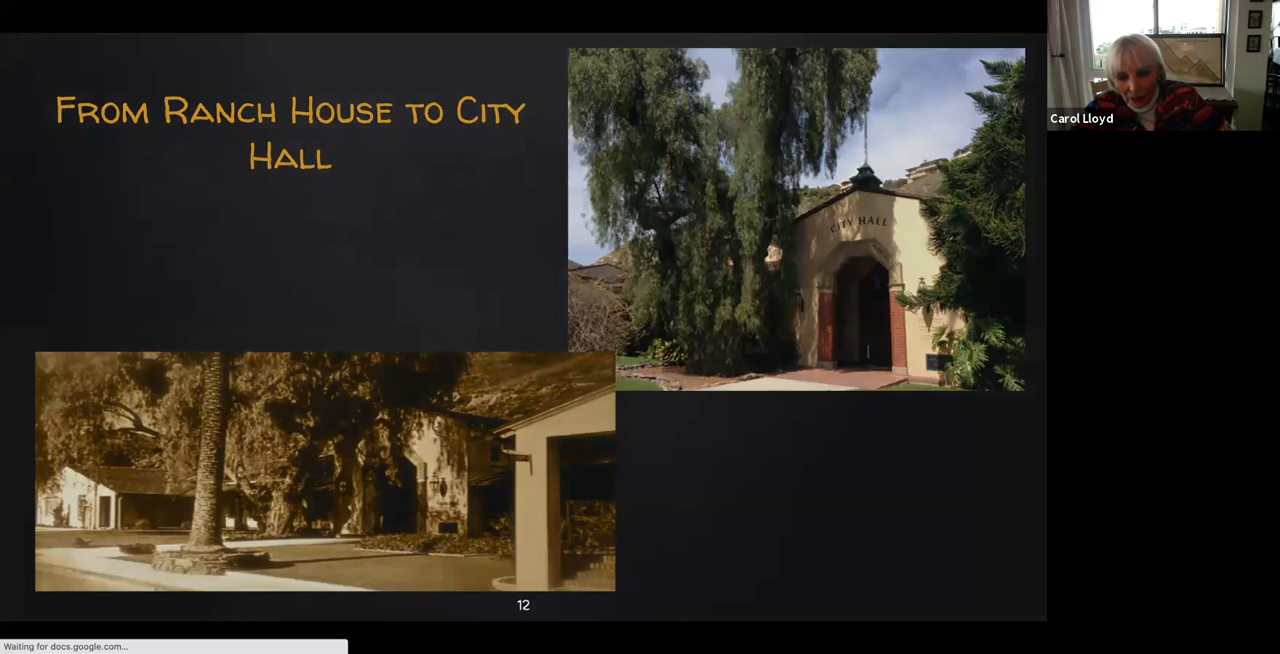 From Ranch House to City
Hall
CITY HALL
Carol Lloyd
12
Waiting for docs.google.com...